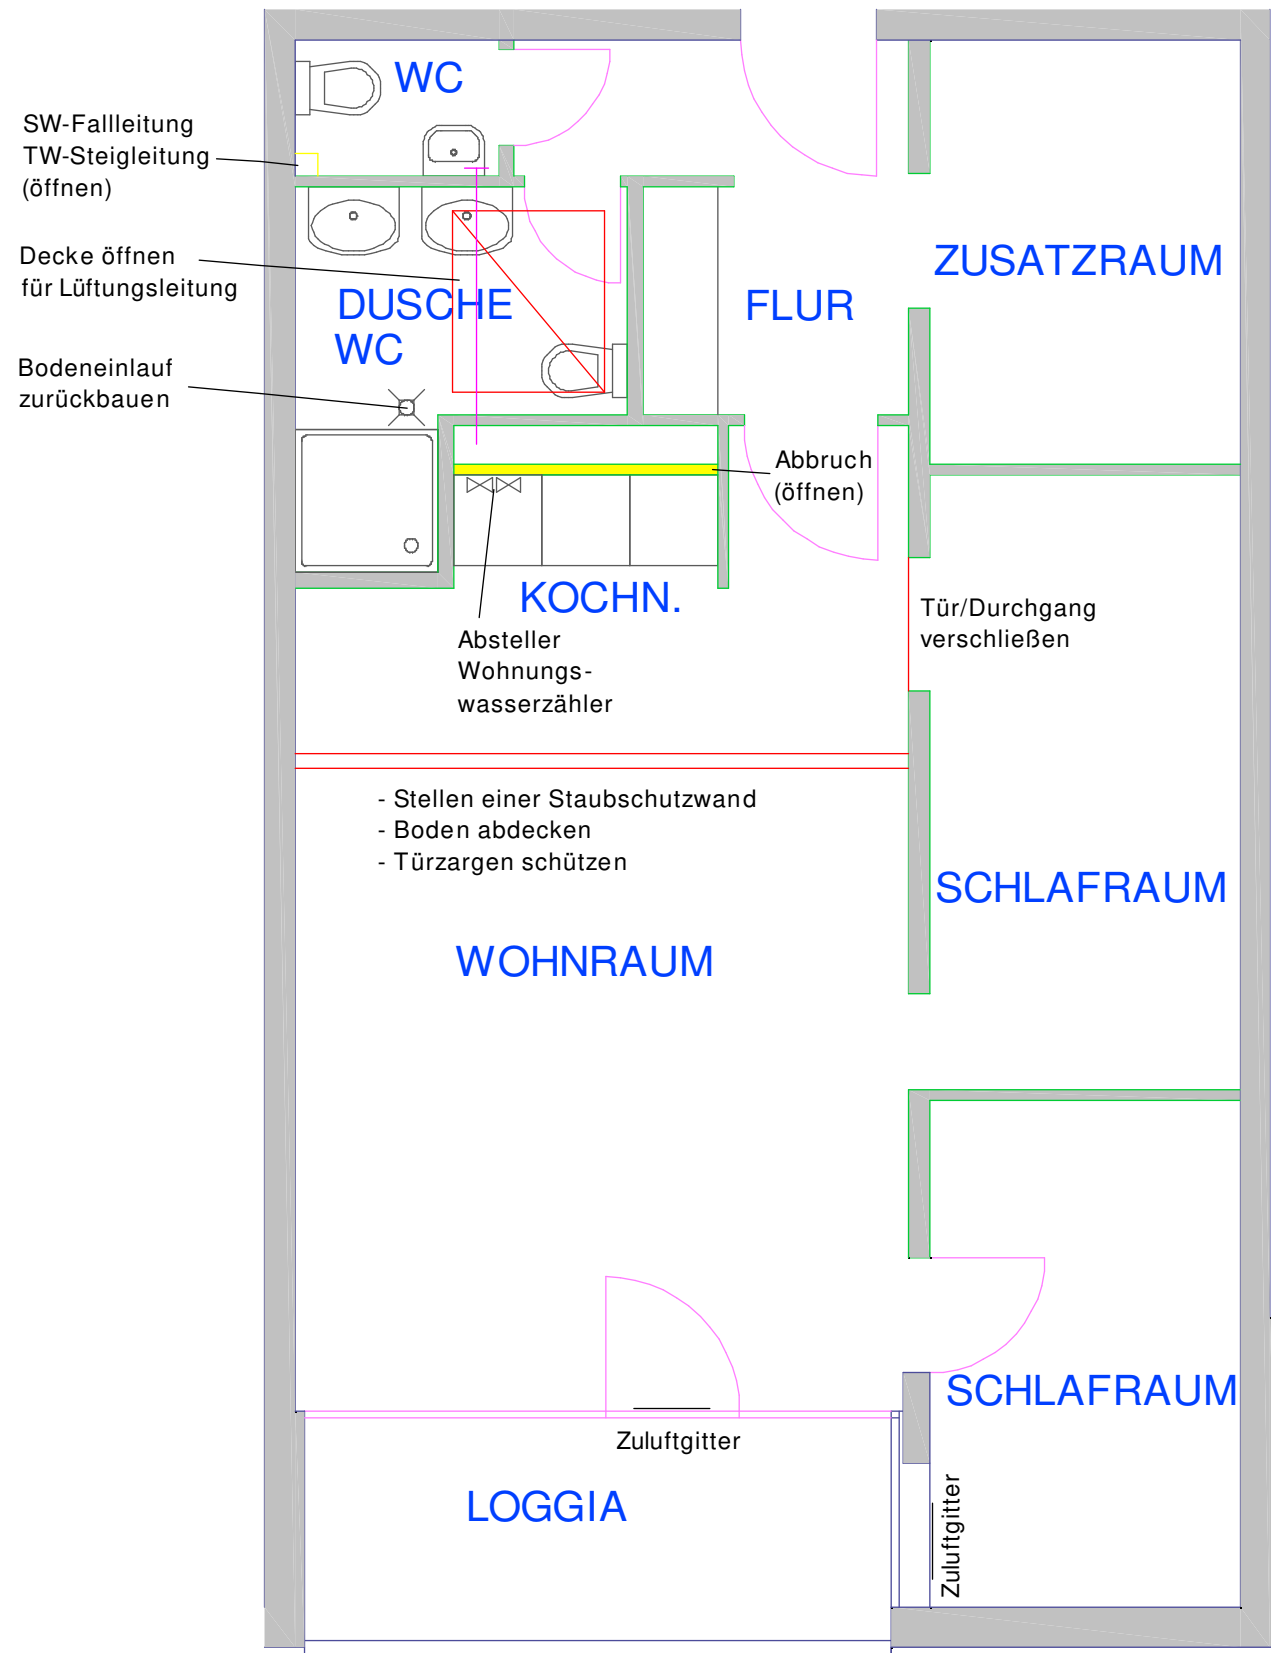 WC
SW-Fallleitung
TW-Steigleitung
(öffnen)
Decke öffnen
für Lüftungsleitung
DUSCHE
WC
FLUR
ZUSATZRAUM
Bodeneinlauf
zurückbauen
Abbruch
(öffnen)
KOCHN.
Absteller
Wohnungs-
wasserzähler
Tür/Durchgang
verschließen
- Stellen einer Staubschutzwand
- Boden abdecken
- Türzargen schützen
SCHLAFRAUM
WOHNRAUM
SCHLAFRAUM
Zuluftgitter
LOGGIA
Zuluftgitter